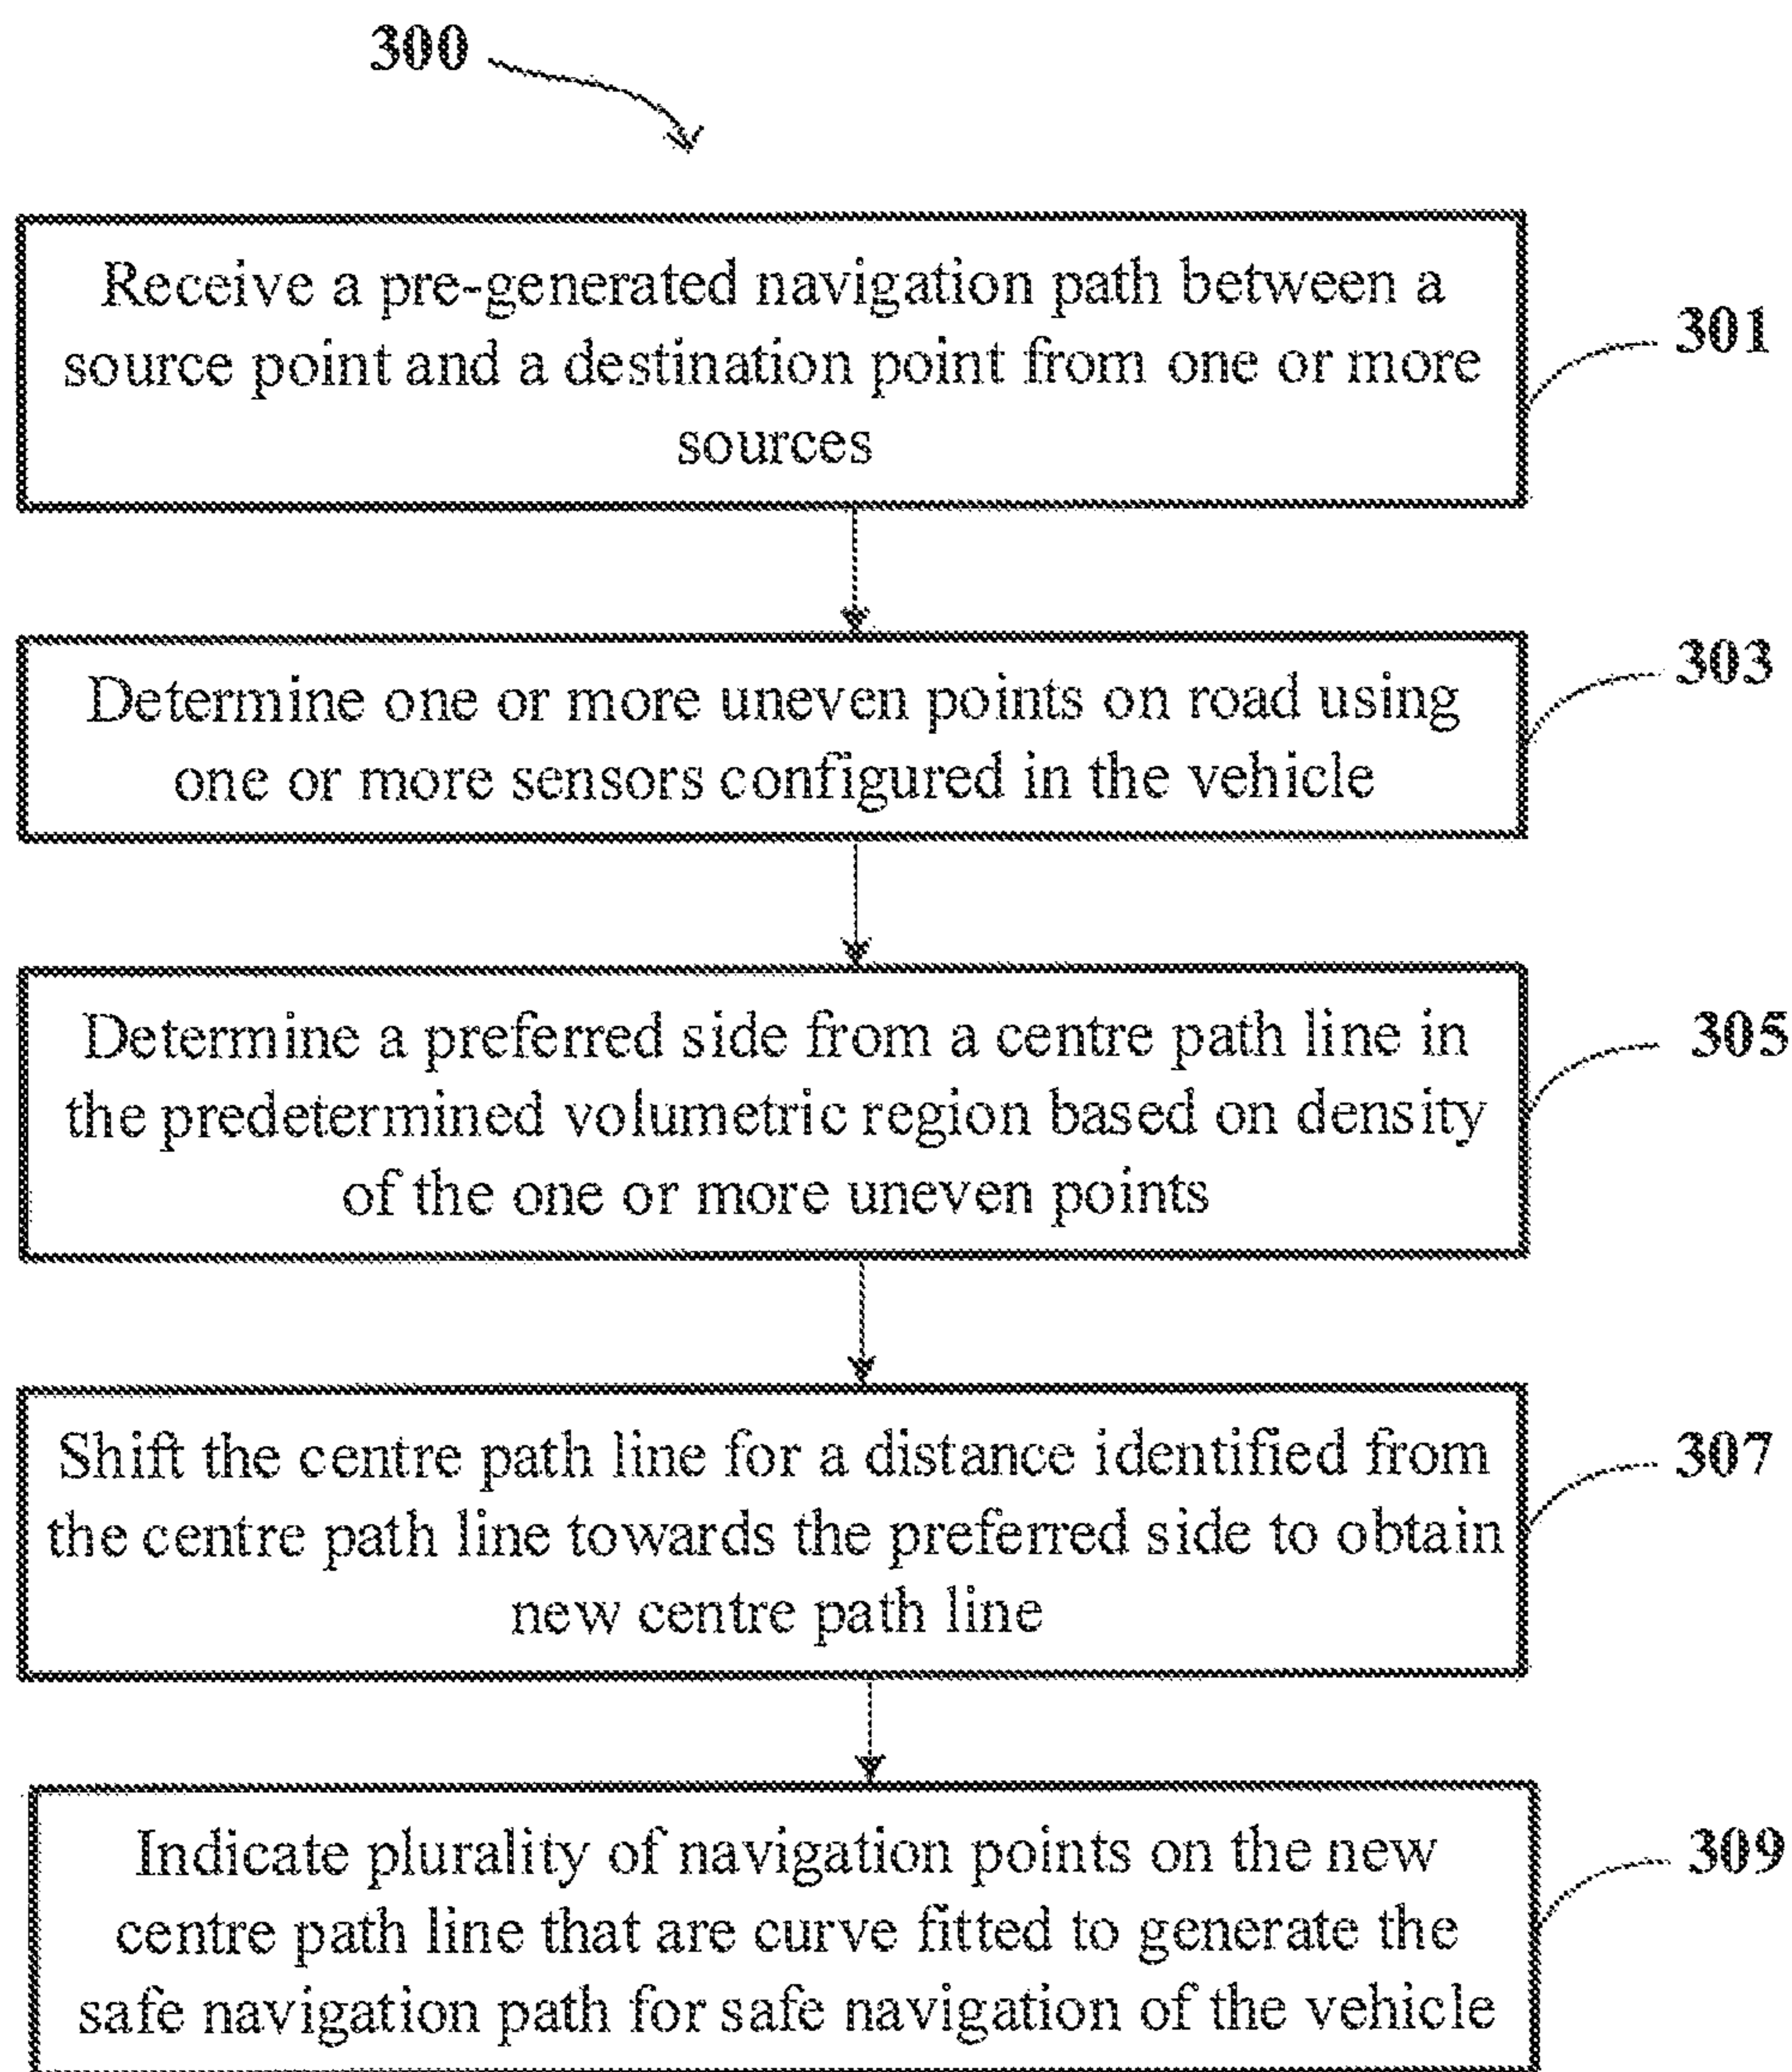 300
Receive a pre-generated navigation path between a
source point and a destination point from one or more
sources
301
Determine one or more uneven points on road using
one or more sensors configured in the vehicle
303
Determine a preferred side from a centre path line in
the predetermined volumetric region based on density
of the one or more uneven points
305
Shift the centre path line for a distance identified from
the centre path line towards the preferred side to obtain
new centre path line
307
Indicate plurality of navigation points on the new
centre path line that are curve fitted to generate the
safe navigation path for safe navigation of the vehicle
309